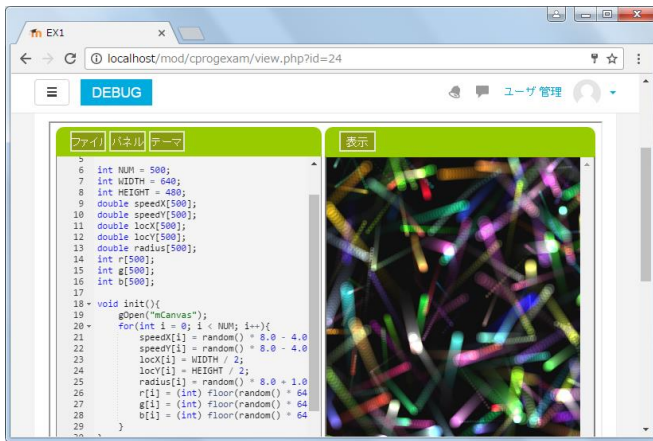 EX1
localhost/mod/cprogexam/view.php?id=24
DEBUG
ユーザ 管理
ファイル パネル テーマ
表示
5
6 int NUM = 500;
7 int WIDTH = 640;
8 int HEIGHT = 480;
9 double speedX[500];
10 double speedY[500];
11 double locX[500];
12 double locY[500];
13 double radius[500];
14 int r[500];
15 int g[500];
16 int b[500];
17
18 void init(){
19 gOpen("mCanvas");
20 for(int i = 0; i < NUM; i++){
21 speedX[i] = random() * 8.0 - 4.0
22 speedY[i] = random() * 8.0 - 4.0
23 locX[i] = WIDTH / 2;
24 locY[i] = HEIGHT / 2;
25 radius[i] = random() * 8.0 + 1.0
26 r[i] = (int) floor(random() * 64
27 g[i] = (int) floor(random() * 64
28 b[i] = (int) floor(random() * 64
29 }